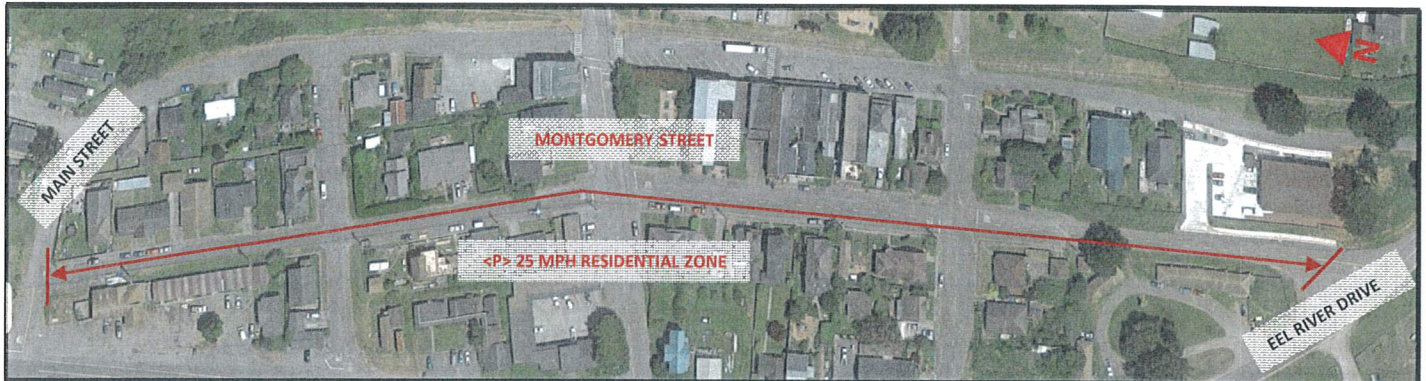 MAIN STREET
MONTGOMERY STREET
<P> 25 MPH RESIDENTIAL ZONE
EEL RIVER DRIVE
N